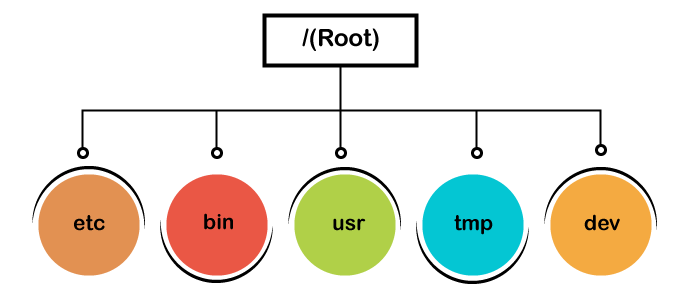 /(Root)
etc
bin
usr
tmp
dev